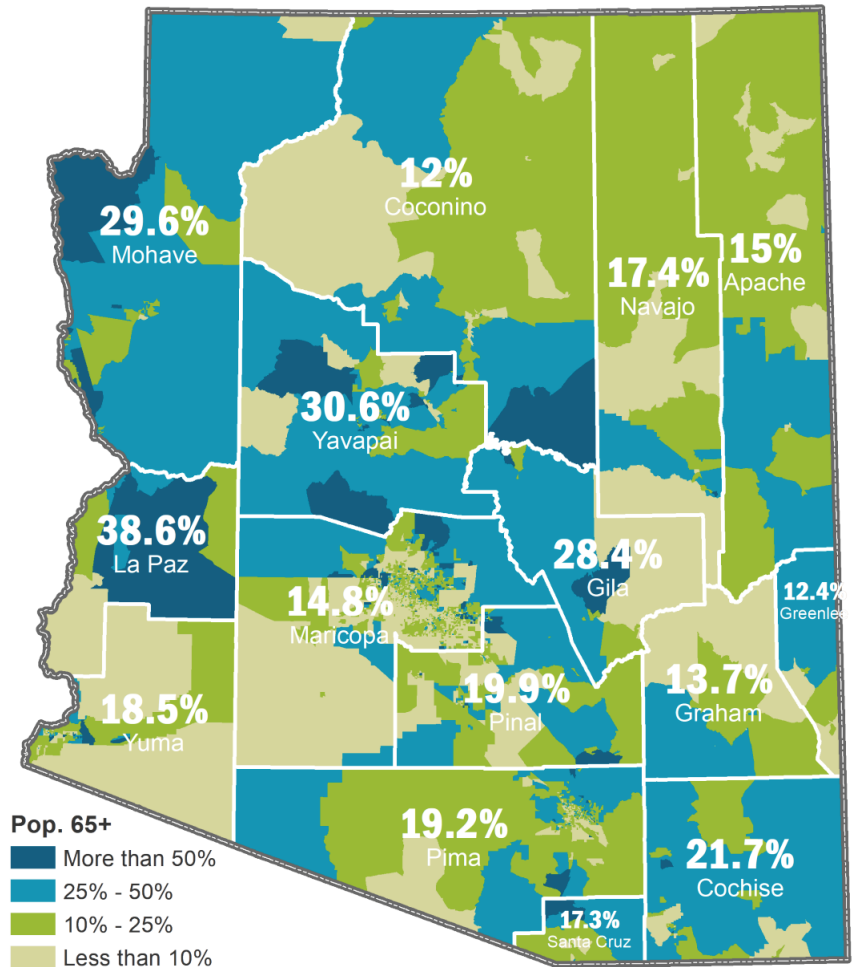 12%
Coconino
29.6%
Mohave
17.4%
Navajo
15%
Apache
30.6%
Yavapai
38.6%
La Paz
28.4%
Gila
14.8%
Maricopa
12.4%
Greenlee
18.5%
Yuma
19.9%
Pinal
13.7%
Graham
19.2%
Pima
21.7%
Cochise
17.3%
Santa Cruz
Pop. 65+
More than 50%
25% - 50%
10% - 25%
Less than 10%